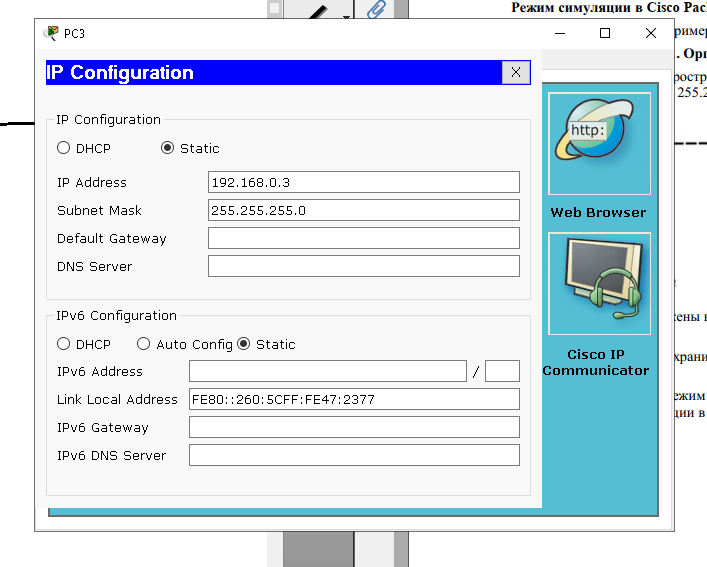 Режим симуляции в Cisco Pac
PC3
IP Configuration
X
IP Configuration
DHCP
Static
IP Address
192.168.0.3
Subnet Mask
255.255.255.0
Default Gateway
DNS Server
IPv6 Configuration
DHCP
Auto Config
Static
IPv6 Address
/
Link Local Address
FE80::260:5CFF:FE47:2377
IPv6 Gateway
IPv6 DNS Server
http:
Web Browser
Cisco IP
Communicator
ример
. Орг
рострo
255.2
сены в
храни
ежим
ции в